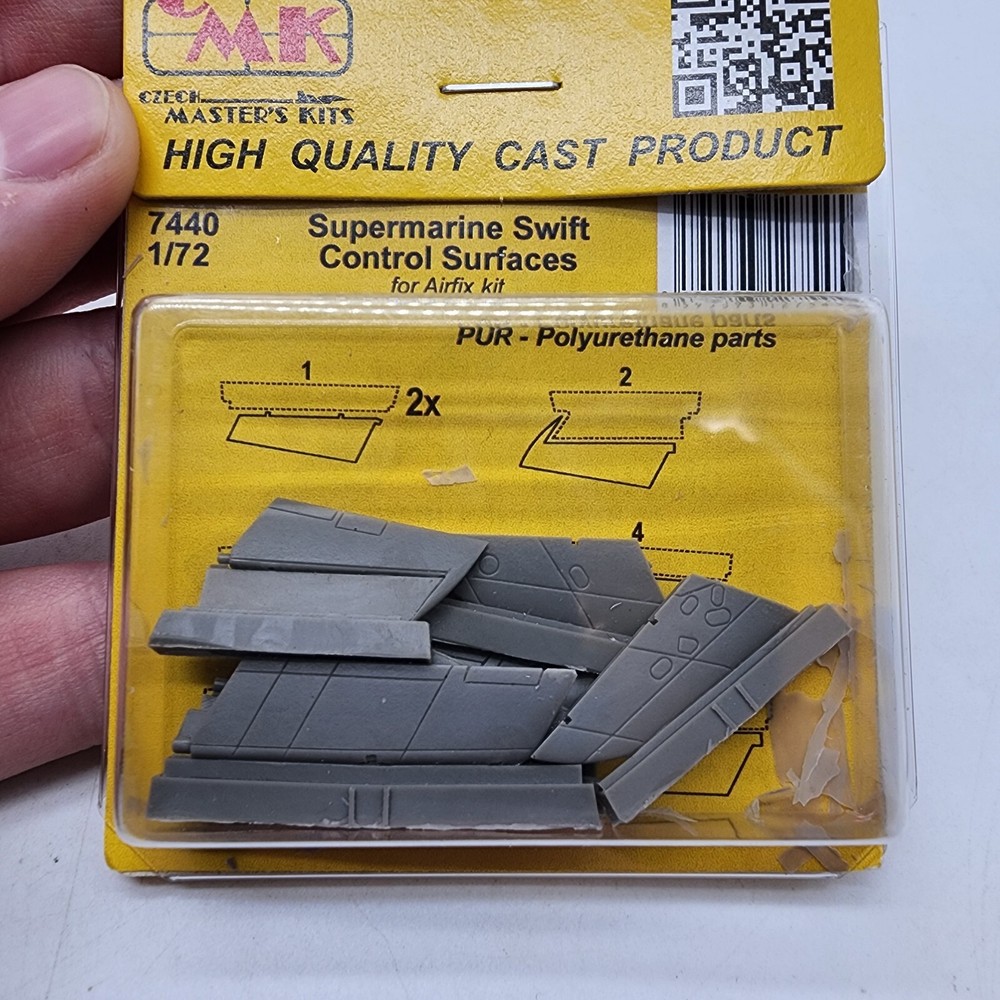 CMK
CZECH
MASTER'S KITS
HIGH QUALITY CAST PRODUCT
7440
1/72
Supermarine Swift
Control Surfaces
for Airfix kit
PUR - Polyurethane parts
1
2x
2
4